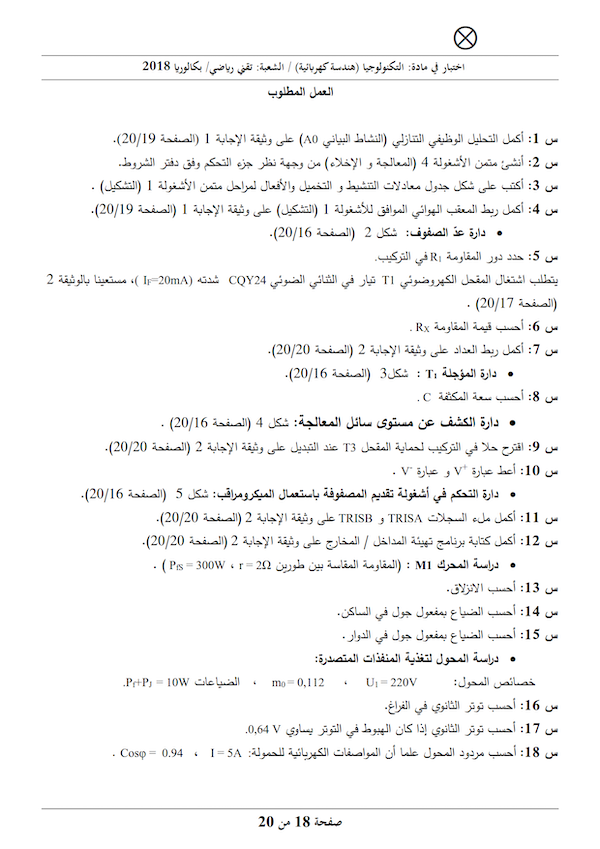 اختبار في مادة: التكنولوجيا (هندسة كهربائية) / الشعبة: تقني رياضي/ بكالوريا 2018
العمل المطلوب
س 1: أكمل التحليل الوظيفي التنازلي (النشاط البياني A0) على وثيقة الإجابة 1 (الصفحة 20/19).
س 2: أنشئ متمن الأشغولة 4 (المعالجة و الإخلاء) من وجهة نظر جزء التحكم وفق دفتر الشروط.
س 3: أكتب على شكل جدول معادلات التنشيط و التخميل والأفعال لمراحل متمن الأشغولة 1 (التشكيل) .
س 4: أكمل ربط المعقب الهوائي الموافق للأشغولة 1 (التشكيل) على وثيقة الإجابة 1 (الصفحة 20/19).
• دارة عدّ الصفوف: شكل 2 (الصفحة 20/16).
س 5: حدد دور المقاومة R1 في التركيب.
يتطلب اشتغال المقحل الكهروضوئي T1 تيار في الثنائي الضوئي CQY24 شدته (IF=20mA )، مستعينا بالوثيقة 2
(الصفحة 20/17) .
س 6: أحسب قيمة المقاومة RX .
س 7: أكمل ربط العداد على وثيقة الإجابة 2 (الصفحة 20/20).
• دارة المؤجلة T1 : شكل3 (الصفحة 20/16).
س 8: أحسب سعة المكثفة C .
• دارة الكشف عن مستوى سائل المعالجة: شكل 4 (الصفحة 20/16) .
س 9: اقترح حلا في التركيب لحماية المقحل T3 عند التبديل على وثيقة الإجابة 2 (الصفحة 20/20).
س 10: أعط عبارة V+ و عبارة V- .
• دارة التحكم في أشغولة تقديم المصفوفة باستعمال الميكرومراقب: شكل 5 (الصفحة 20/16).
س 11: أكمل ملء السجلات TRISA و TRISB على وثيقة الإجابة 2 (الصفحة 20/20).
س 12: أكمل كتابة برنامج تهيئة المداخل / المخارج على وثيقة الإجابة 2 (الصفحة 20/20).
• دراسة المحرك M1 : (المقاومة المقاسة بين طورين r = 2Ω ، PfS = 300W ) .
س 13: أحسب الانزلاق.
س 14: أحسب الضياع بمفعول جول في الساكن.
س 15: أحسب الضياع بمفعول جول في الدوار.
• دراسة المحول لتغذية المنفذات المتصدرة:
خصائص المحول: U1 = 220V ، m0 = 0,112 ، الضياعات Pf+PJ = 10W.
س 16: أحسب توتر الثانوي في الفراغ.
س 17: أحسب توتر الثانوي إذا كان الهبوط في التوتر يساوي 0,64 V.
س 18: أحسب مردود المحول علما أن المواصفات الكهربائية للحمولة: I = 5A ، Cosφ = 0.94 .
صفحة 18 من 20